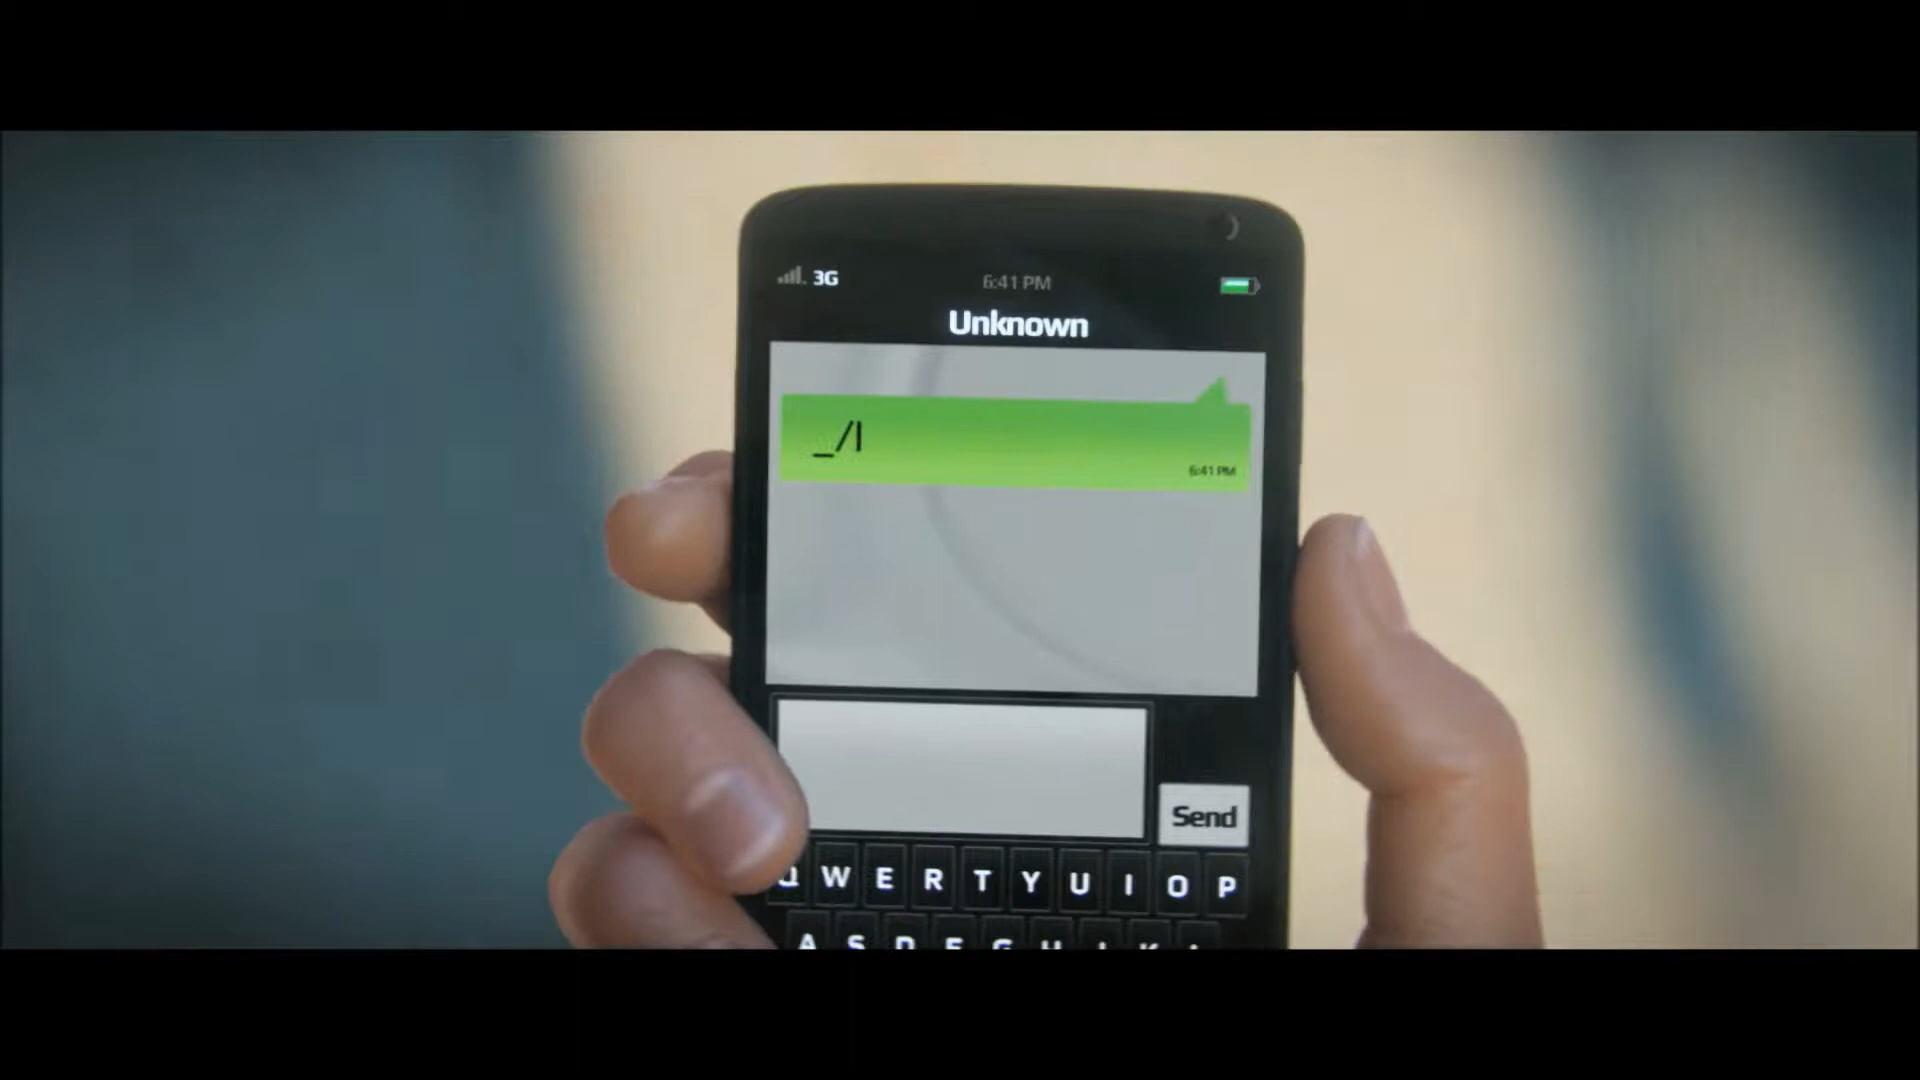 3G 6:41 PM
Unknown
_/|
6:41 PM
Send
Q W E R T Y U I O P
A S D F G H J K L